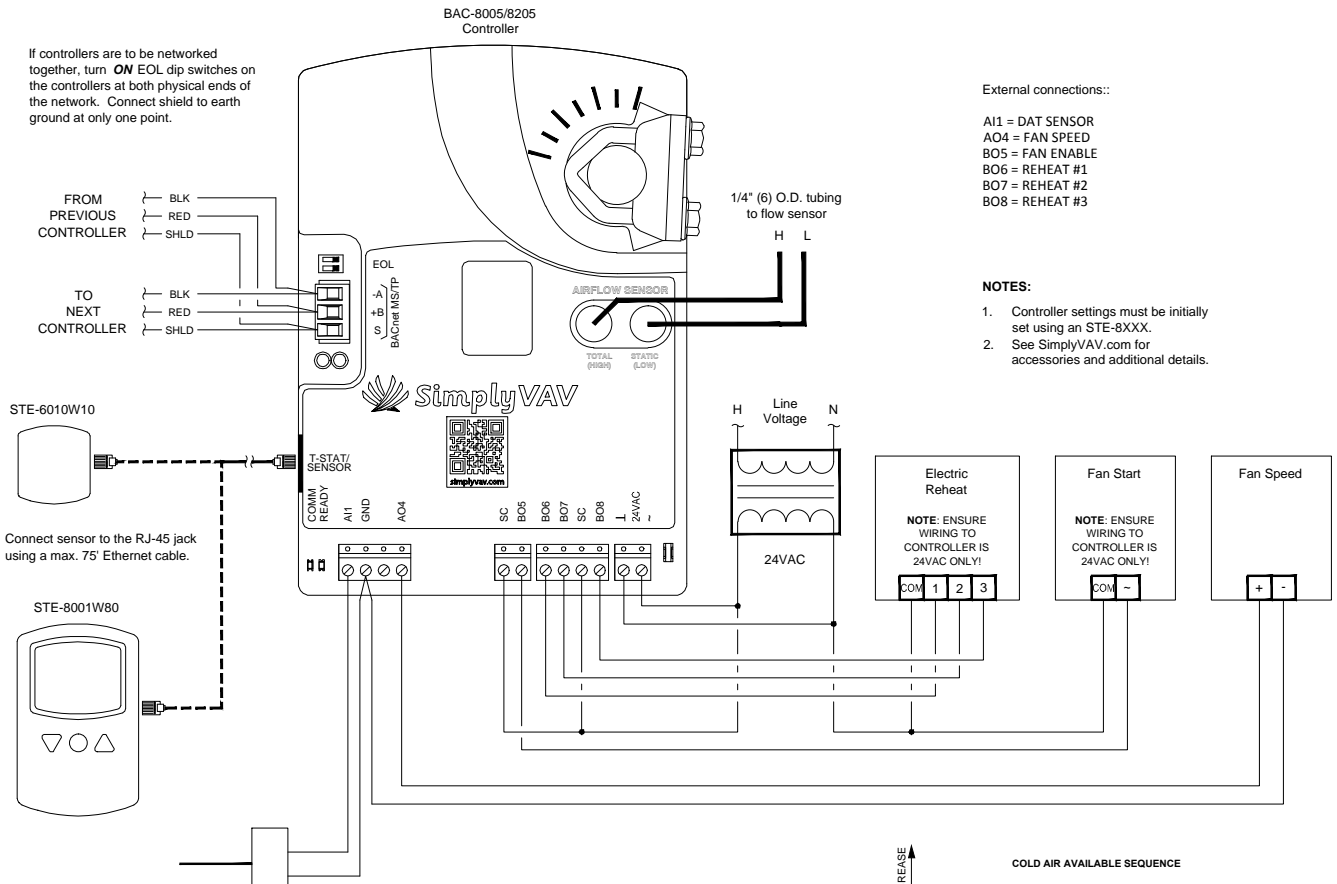 BAC-8005/8205
Controller
If controllers are to be networked
together, turn ON EOL dip switches on
the controllers at both physical ends of
the network. Connect shield to earth
ground at only one point.
External connections::
AI1 = DAT SENSOR
AO4 = FAN SPEED
BO5 = FAN ENABLE
BO6 = REHEAT #1
BO7 = REHEAT #2
BO8 = REHEAT #3
FROM
PREVIOUS
CONTROLLER
BLK
RED
SHLD
1/4" (6) O.D. tubing
to flow sensor
H L
TO
NEXT
CONTROLLER
BLK
RED
SHLD
EOL
-A
+B
S
BACnet MS/TP
AIRFLOW SENSOR
TOTAL
(HIGH)
STATIC
(LOW)
NOTES:
1. Controller settings must be initially
set using an STE-8XXX.
2. See SimplyVAV.com for
accessories and additional details.
SimplyVAV
simplyvav.com
STE-6010W10
T-STAT/
SENSOR
COMM
READY
AI1
GND
AO4
SC
BO5
BO6
BO7
SC
BO8
24VAC
~
H
Line
Voltage
N
24VAC
Connect sensor to the RJ-45 jack
using a max. 75' Ethernet cable.
STE-8001W80
Electric
Reheat
NOTE: ENSURE
WIRING TO
CONTROLLER IS
24VAC ONLY!
COM 1 2 3
Fan Start
NOTE: ENSURE
WIRING TO
CONTROLLER IS
24VAC ONLY!
COM ~
Fan Speed
+ -
REASE
COLD AIR AVAILABLE SEQUENCE